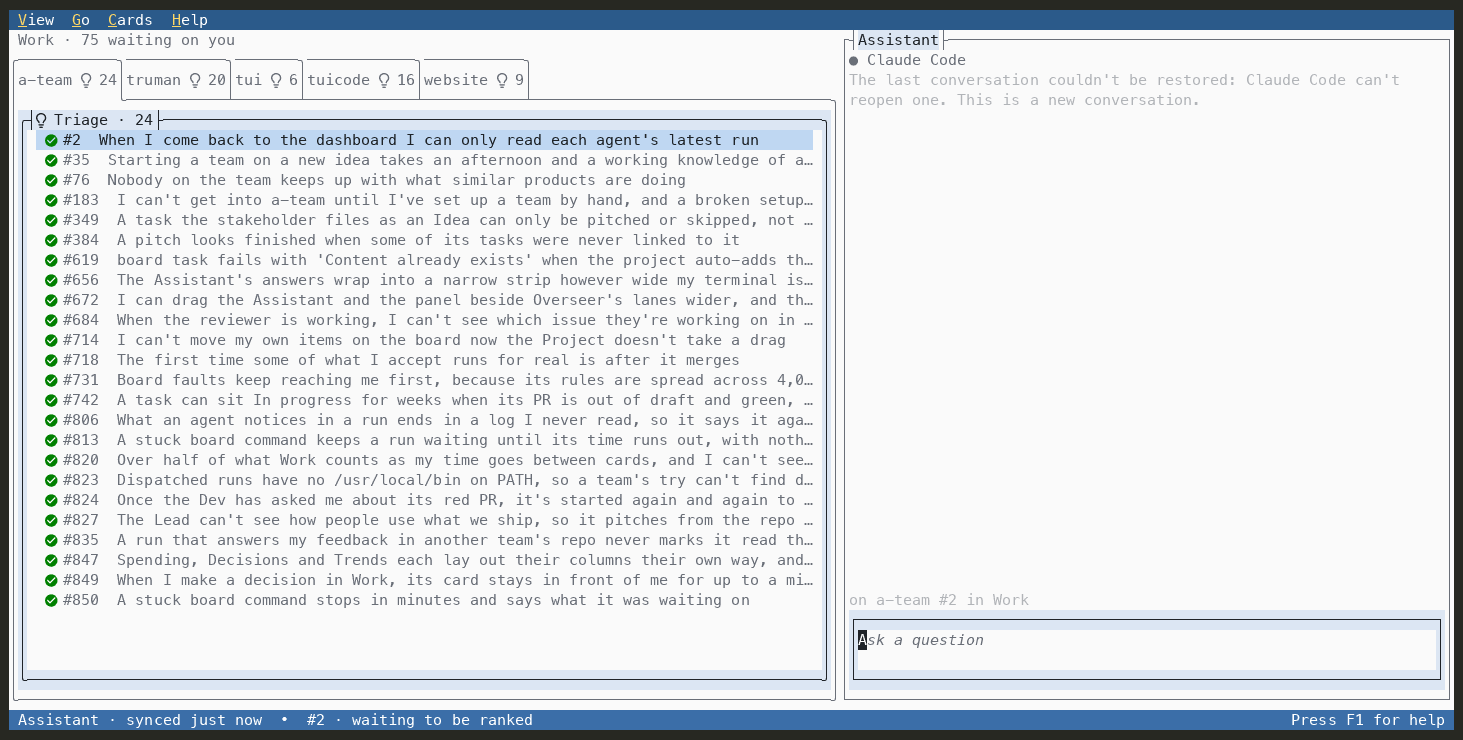 View  Go  Cards  Help
Work · 75 waiting on you
a-team 24 truman 20 tui 6 tuicode 16 website 9
Triage · 24
#2  When I come back to the dashboard I can only read each agent's latest run
#35  Starting a team on a new idea takes an afternoon and a working knowledge of a…
#76  Nobody on the team keeps up with what similar products are doing
#183  I can't get into a-team until I've set up a team by hand, and a broken setup…
#349  A task the stakeholder files as an Idea can only be pitched or skipped, not …
#384  A pitch looks finished when some of its tasks were never linked to it
#619  board task fails with 'Content already exists' when the project auto-adds th…
#656  The Assistant's answers wrap into a narrow strip however wide my terminal is…
#672  I can drag the Assistant and the panel beside Overseer's lanes wider, and th…
#684  When the reviewer is working, I can't see which issue they're working on in …
#714  I can't move my own items on the board now the Project doesn't take a drag
#718  The first time some of what I accept runs for real is after it merges
#731  Board faults keep reaching me first, because its rules are spread across 4,0…
#742  A task can sit In progress for weeks when its PR is out of draft and green, …
#806  What an agent notices in a run ends in a log I never read, so it says it aga…
#813  A stuck board command keeps a run waiting until its time runs out, with noth…
#820  Over half of what Work counts as my time goes between cards, and I can't see…
#823  Dispatched runs have no /usr/local/bin on PATH, so a team's try can't find d…
#824  Once the Dev has asked me about its red PR, it's started again and again to …
#827  The Lead can't see how people use what we ship, so it pitches from the repo …
#835  A run that answers my feedback in another team's repo never marks it read th…
#847  Spending, Decisions and Trends each lay out their columns their own way, and…
#849  When I make a decision in Work, its card stays in front of me for up to a mi…
#850  A stuck board command stops in minutes and says what it was waiting on
Assistant
● Claude Code
The last conversation couldn't be restored: Claude Code can't
reopen one. This is a new conversation.
on a-team #2 in Work
Ask a question
Assistant · synced just now  •  #2 · waiting to be ranked
Press F1 for help